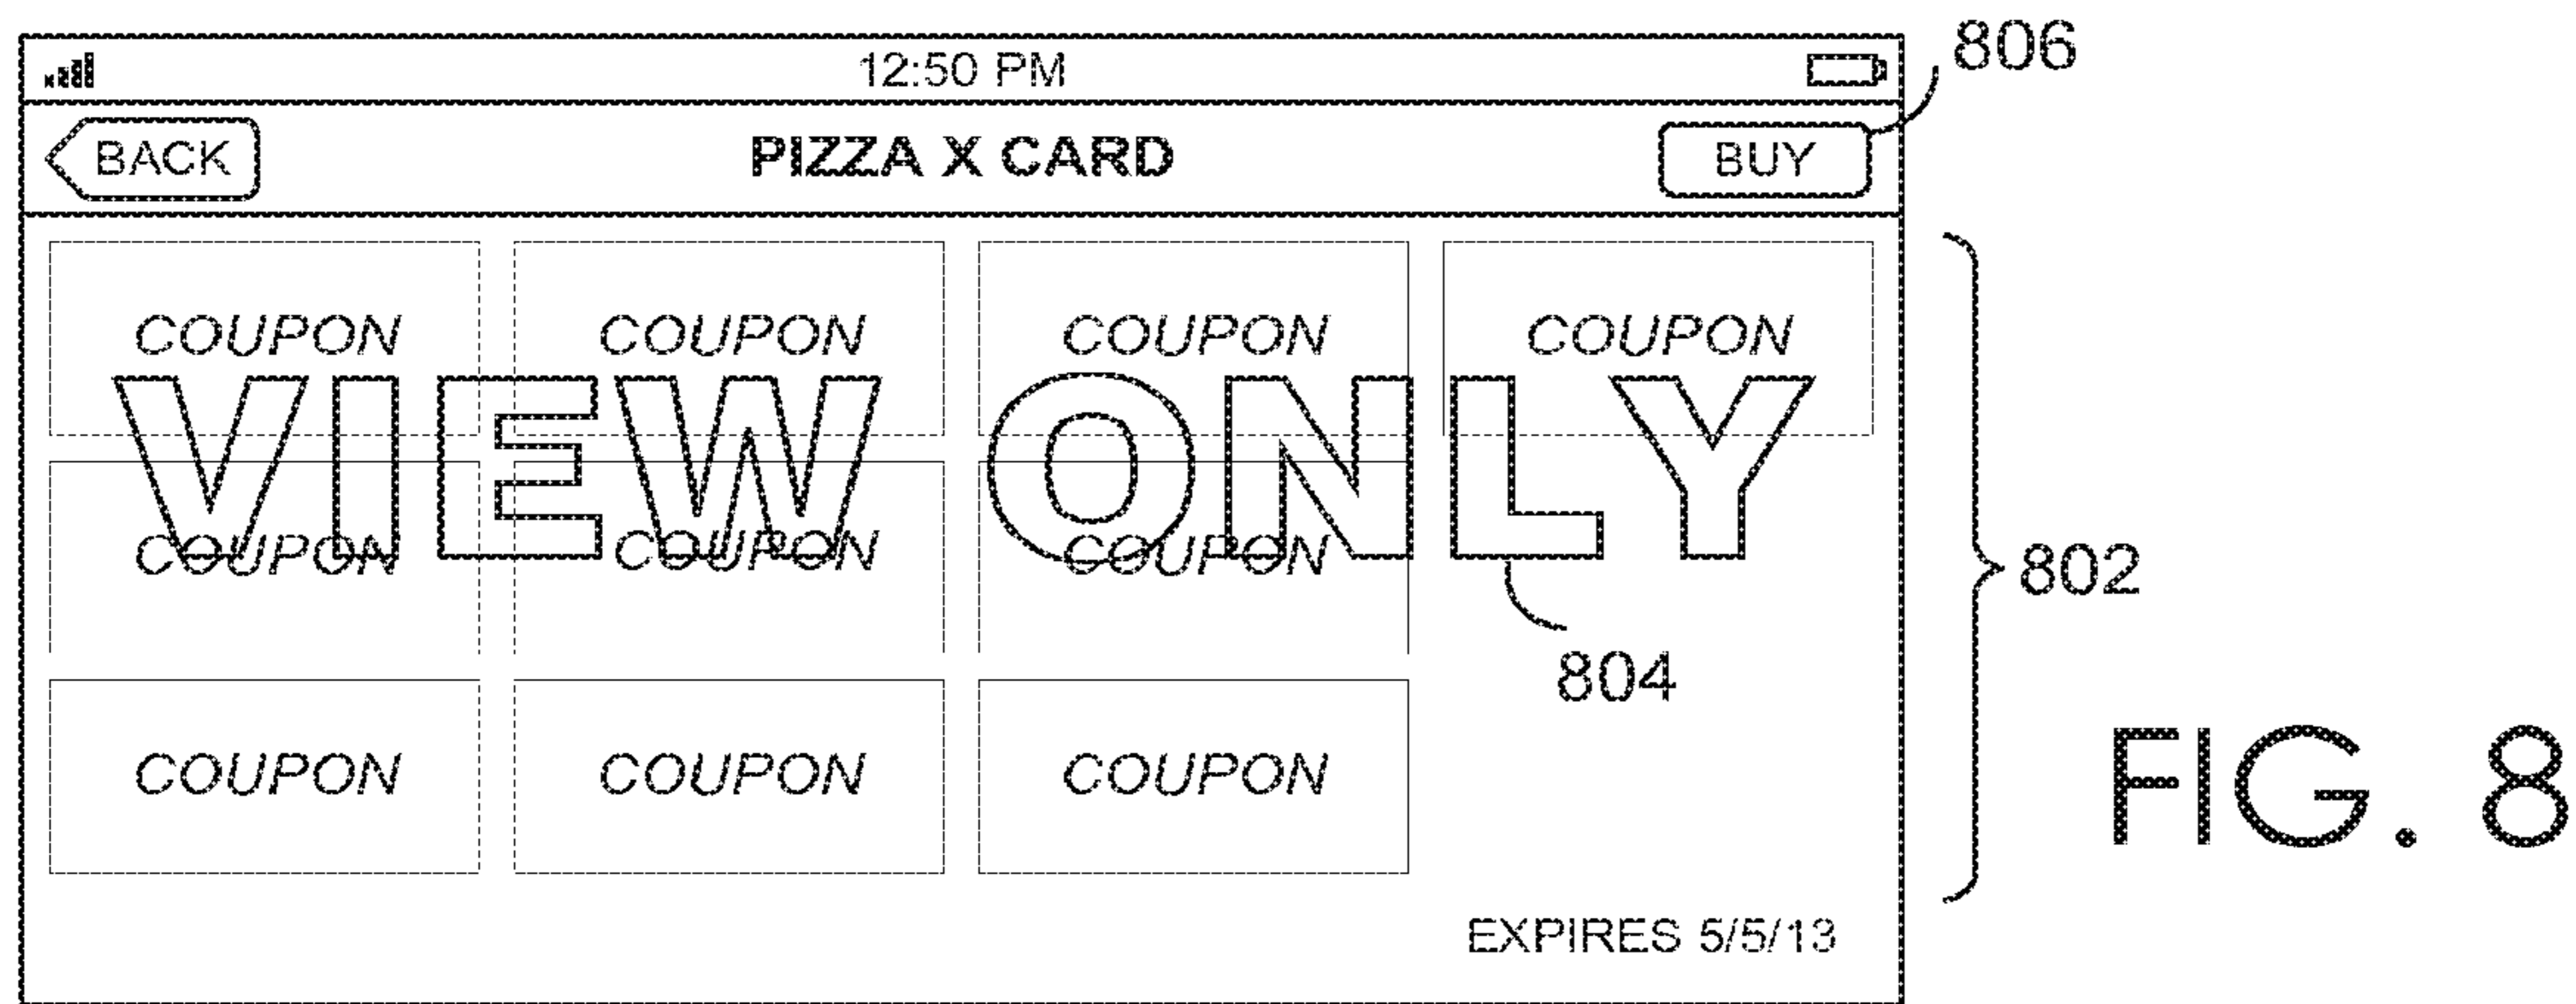 806
12:50 PM
BACK PIZZA X CARD BUY
COUPON COUPON COUPON COUPON
VIEW ONLY
COUPON COUPON COUPON
802
804
COUPON COUPON COUPON
FIG. 8
EXPIRES 5/5/13